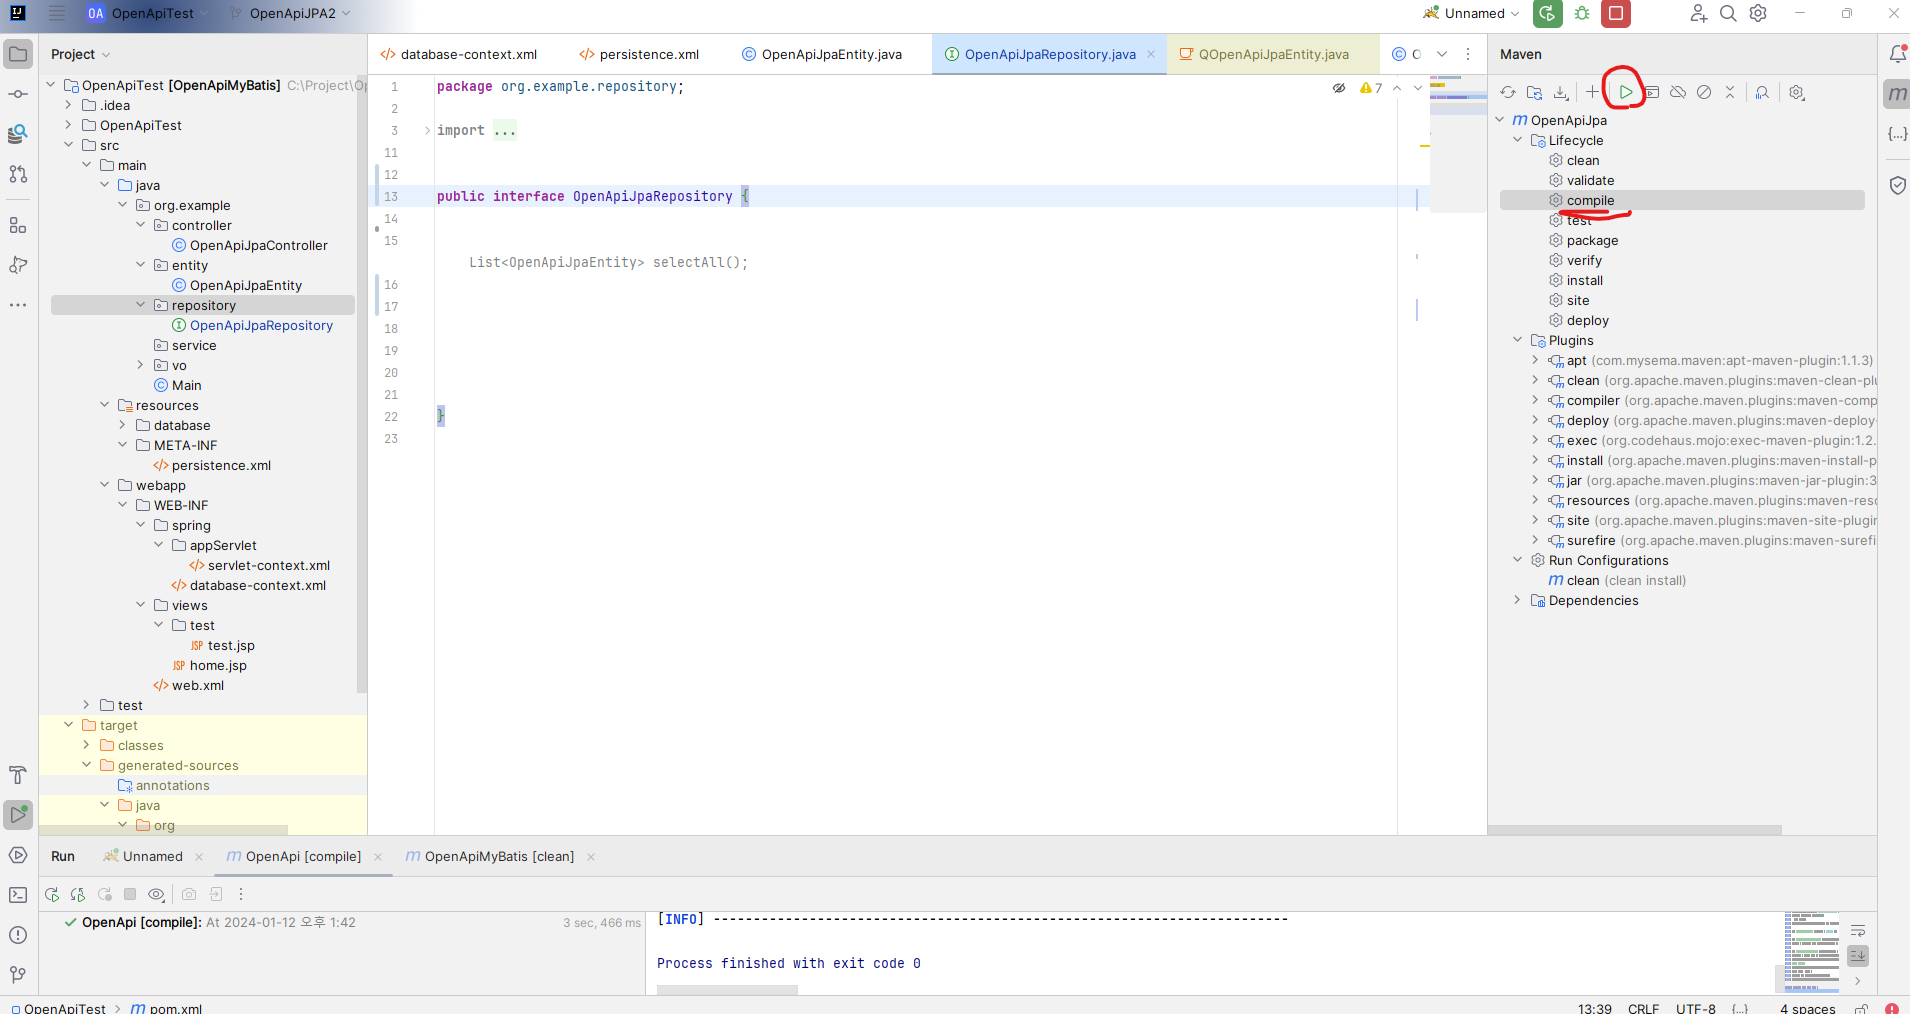 OA OpenApiTest OpenApiJPA2 Unnamed
Project
database-context.xml persistence.xml OpenApiJpaEntity.java OpenApiJpaRepository.java QOpenApiJpaEntity.java
Maven
OpenApiTest [OpenApiMyBatis] C:\Project\O
.idea
OpenApiTest
src
main
java
org.example
controller
OpenApiJpaController
entity
OpenApiJpaEntity
repository
OpenApiJpaRepository
service
vo
Main
resources
database
META-INF
persistence.xml
webapp
WEB-INF
spring
appServlet
servlet-context.xml
database-context.xml
views
test
test.jsp
home.jsp
web.xml
test
target
classes
generated-sources
annotations
java
org
1 package org.example.repository;
7
2
3 import ...
11
12
13 public interface OpenApiJpaRepository {
14
15
List<OpenApiJpaEntity> selectAll();
16
17
18
19
20
21
22 }
23
OpenApiJpa
Lifecycle
clean
validate
compile
test
package
verify
install
site
deploy
Plugins
apt (com.mysema.maven:apt-maven-plugin:1.1.3)
clean (org.apache.maven.plugins:maven-clean-plu
compiler (org.apache.maven.plugins:maven-comp
deploy (org.apache.maven.plugins:maven-deploy-
exec (org.codehaus.mojo:exec-maven-plugin:1.2.
install (org.apache.maven.plugins:maven-install-p
jar (org.apache.maven.plugins:maven-jar-plugin:3
resources (org.apache.maven.plugins:maven-reso
site (org.apache.maven.plugins:maven-site-plugin
surefire (org.apache.maven.plugins:maven-surefi
Run Configurations
clean (clean install)
Dependencies
Run Unnamed OpenApi [compile] OpenApiMyBatis [clean]
OpenApi [compile]: At 2024-01-12 오후 1:42 3 sec, 466 ms
[INFO] ------------------------------------------------------------------------
Process finished with exit code 0
OpenApiTest > pom.xml
13:39 CRLF UTF-8 {...} 4 spaces